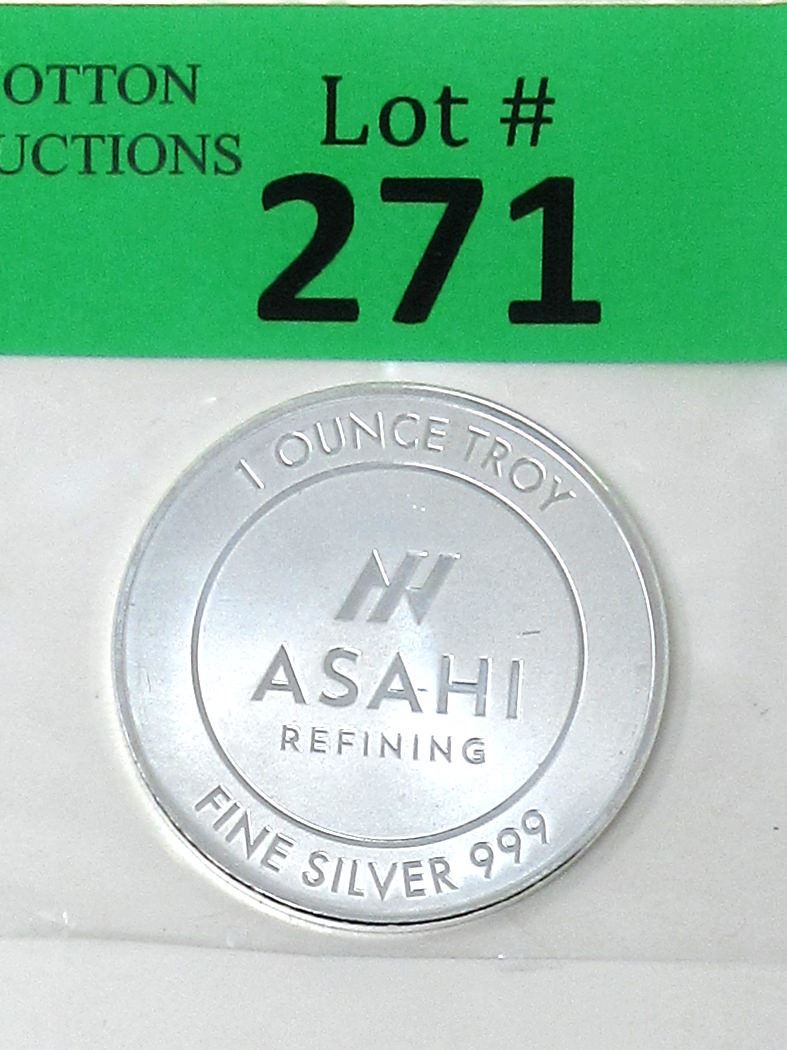 OTTON
UCTIONS
Lot #
271
1 OUNCE TROY
ASAHI
REFINING
FINE SILVER 999